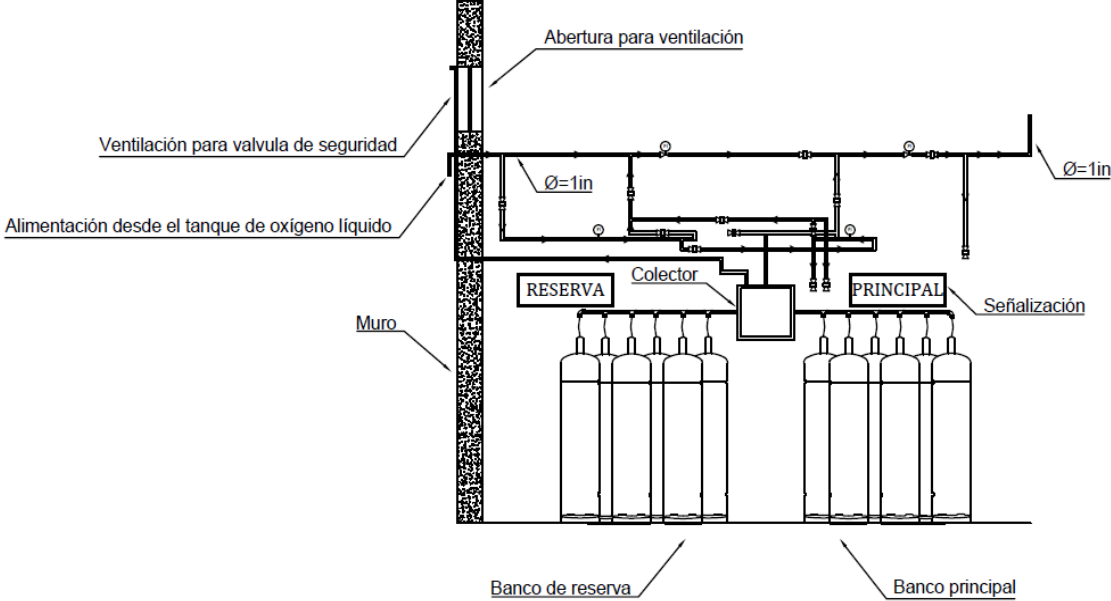 Abertura para ventilación
Ventilación para valvula de seguridad
Ø=1in
Ø=1in
Alimentación desde el tanque de oxígeno líquido
Colector
RESERVA
PRINCIPAL
Señalización
Muro
Banco de reserva
Banco principal